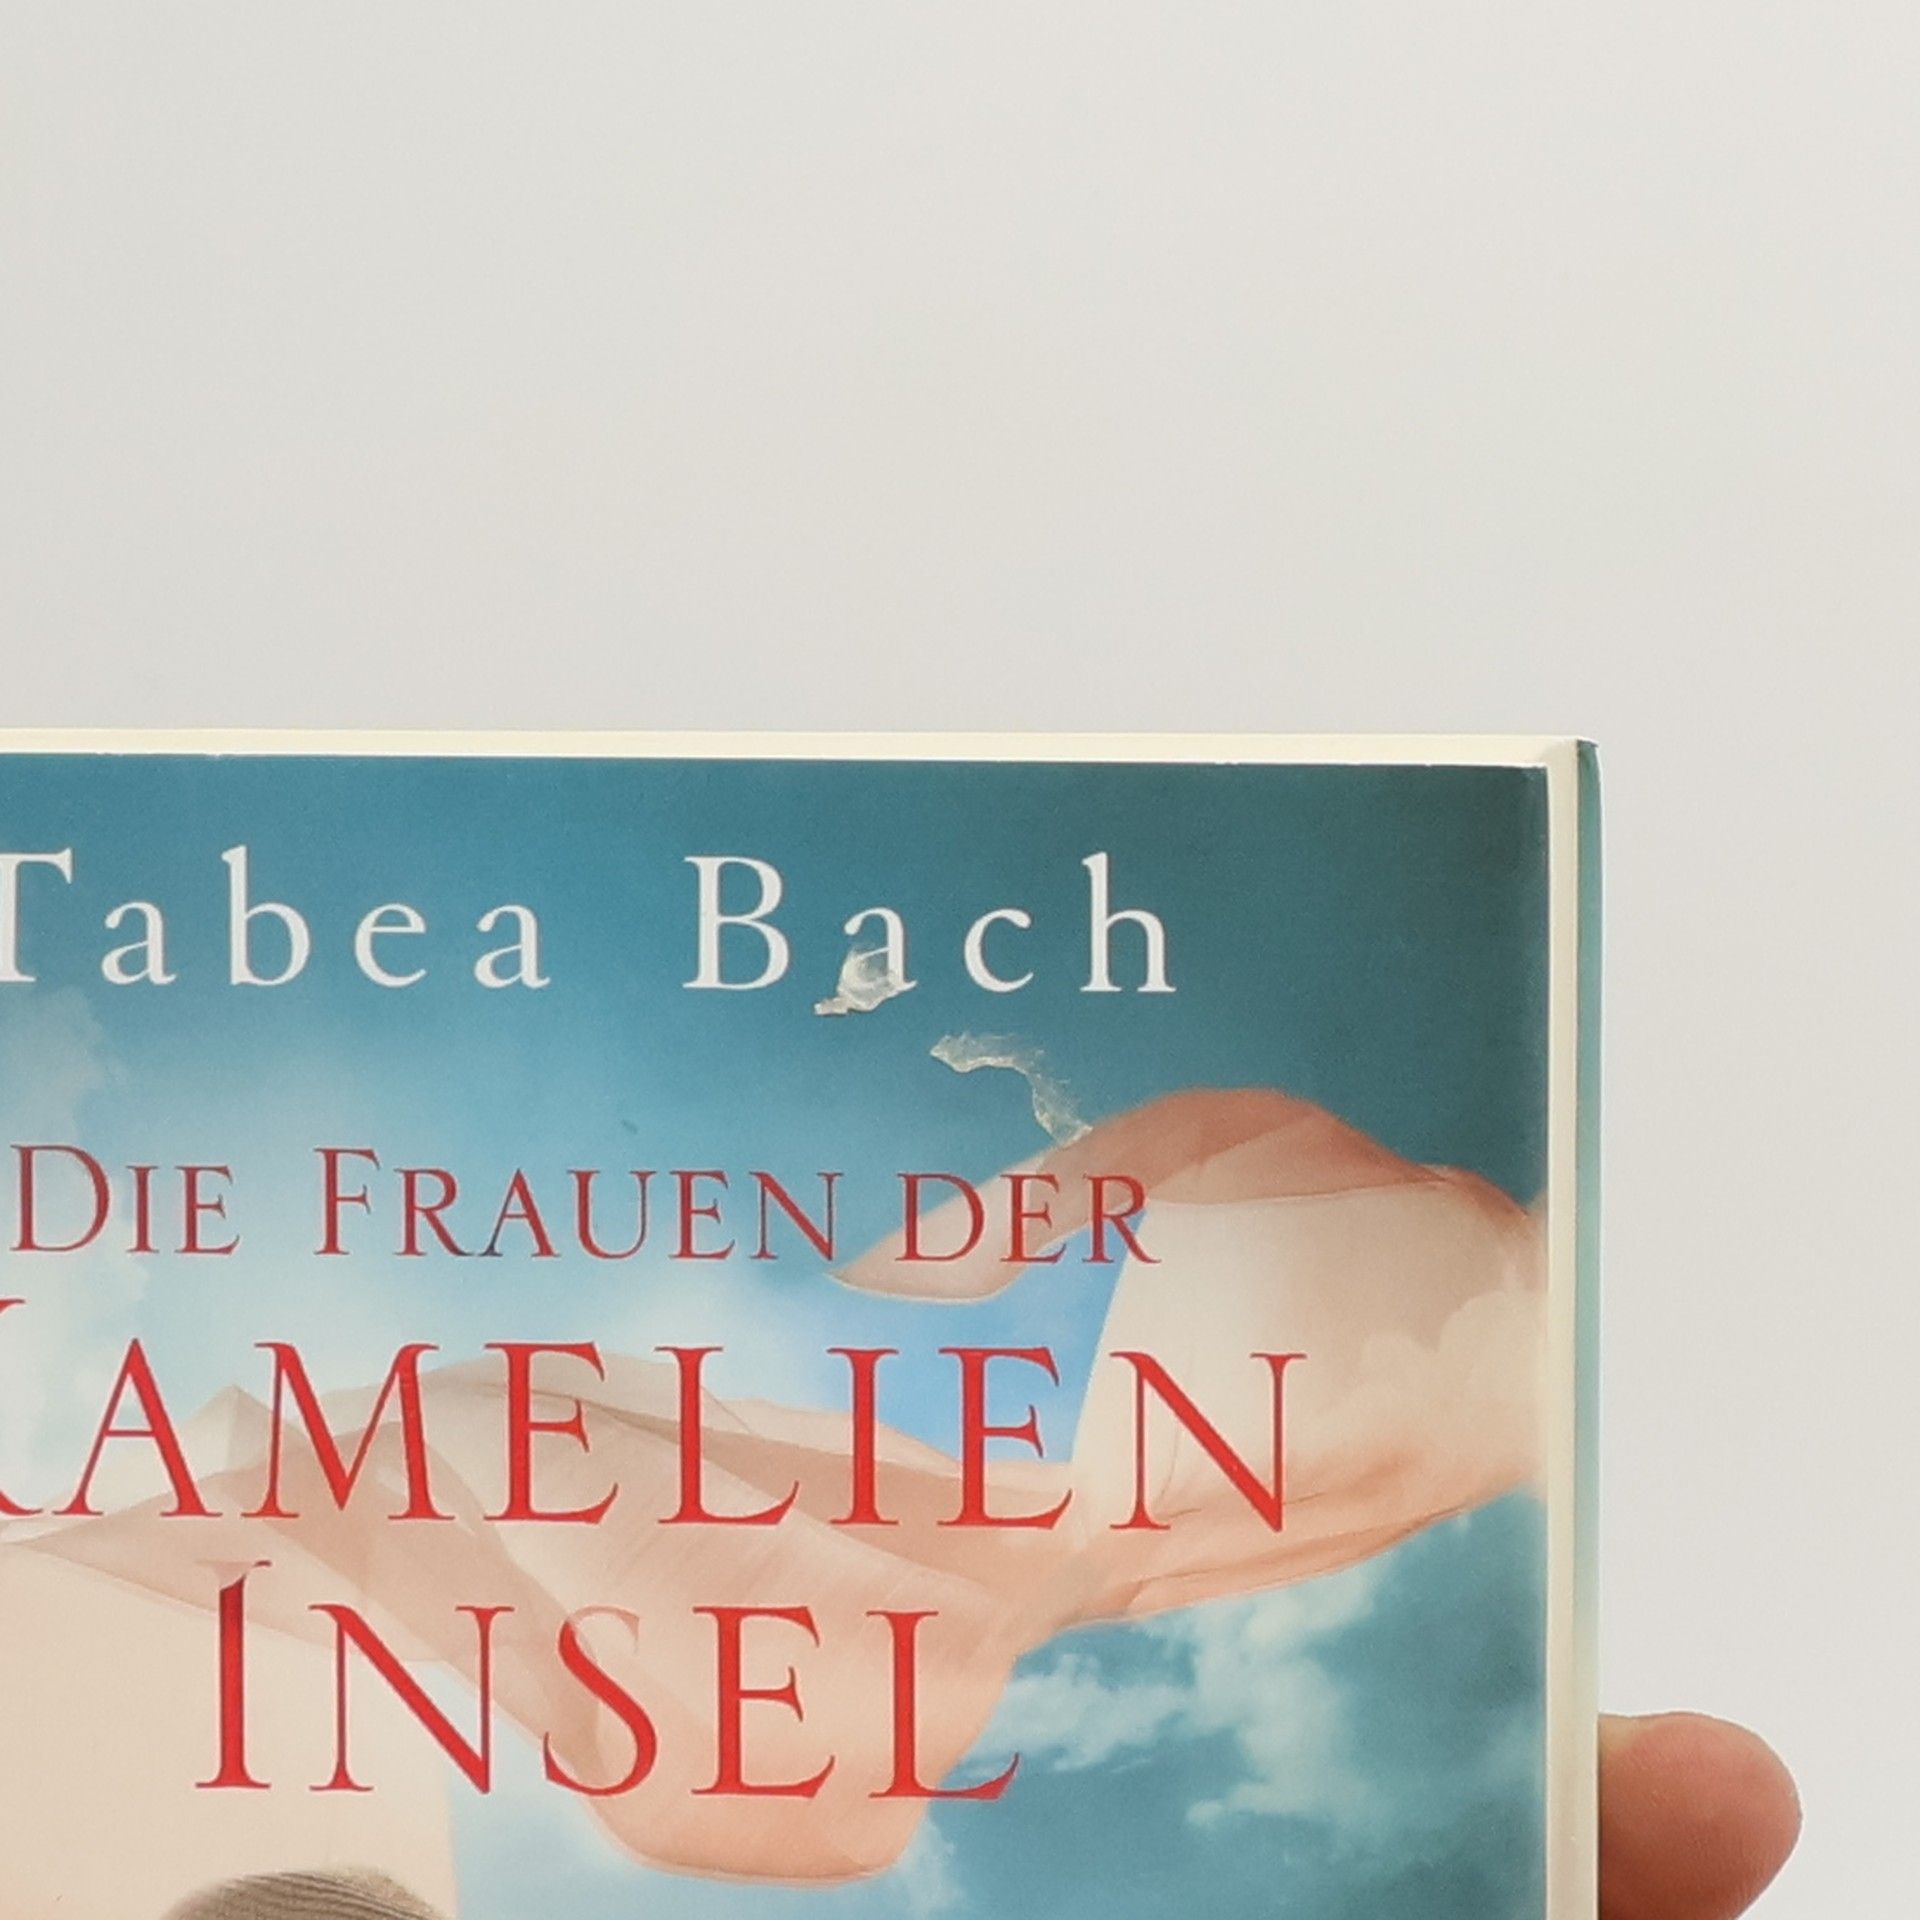 Tabea Bach
DIE FRAUEN DER
KAMELIEN
INSEL